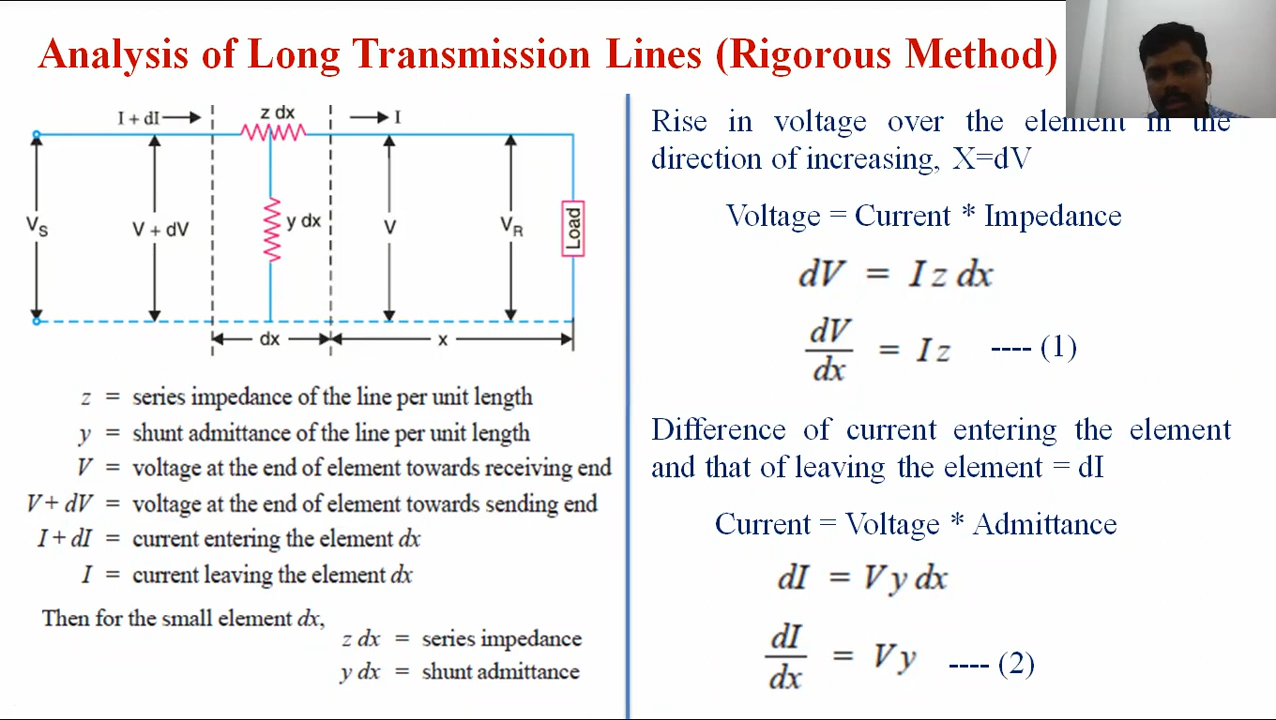 Analysis of Long Transmission Lines (Rigorous Method)
I + dI
z dx
I
V_S
V + dV
y dx
V
V_R
Load
dx
x
z = series impedance of the line per unit length
y = shunt admittance of the line per unit length
V = voltage at the end of element towards receiving end
V + dV = voltage at the end of element towards sending end
I + dI = current entering the element dx
I = current leaving the element dx
Then for the small element dx,
z dx = series impedance
y dx = shunt admittance
Rise in voltage over the element in the
direction of increasing, X=dV
Voltage = Current * Impedance
dV = I z dx
dV/dx = I z ---- (1)
Difference of current entering the element
and that of leaving the element = dI
Current = Voltage * Admittance
dI = V y dx
dI/dx = V y ---- (2)